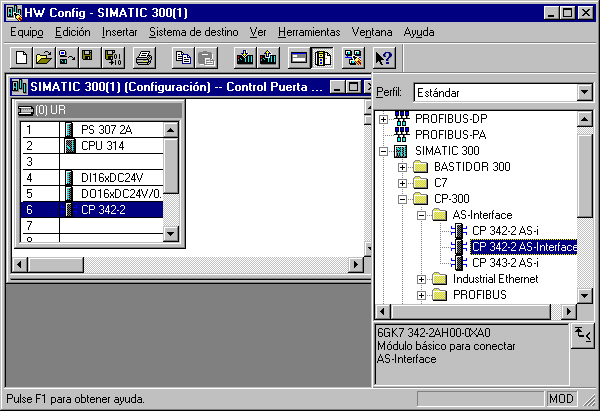 HW Config - SIMATIC 300(1)
Equipo Edición Insertar Sistema de destino Ver Herramientas Ventana Ayuda
SIMATIC 300(1) (Configuración) -- Control Puerta ...
(0) UR
1 PS 307 2A
2 CPU 314
3
4 DI16xDC24V
5 DO16xDC24V/0.
6 CP 342-2
7
8
Perfil: Estándar
PROFIBUS-DP
PROFIBUS-PA
SIMATIC 300
BASTIDOR 300
C7
CP-300
AS-Interface
CP 342-2 AS-i
CP 342-2 AS-Interface
CP 343-2 AS-i
Industrial Ethernet
PROFIBUS
6GK7 342-2AH00-0XA0
Módulo básico para conectar
AS-Interface
Pulse F1 para obtener ayuda.
MOD